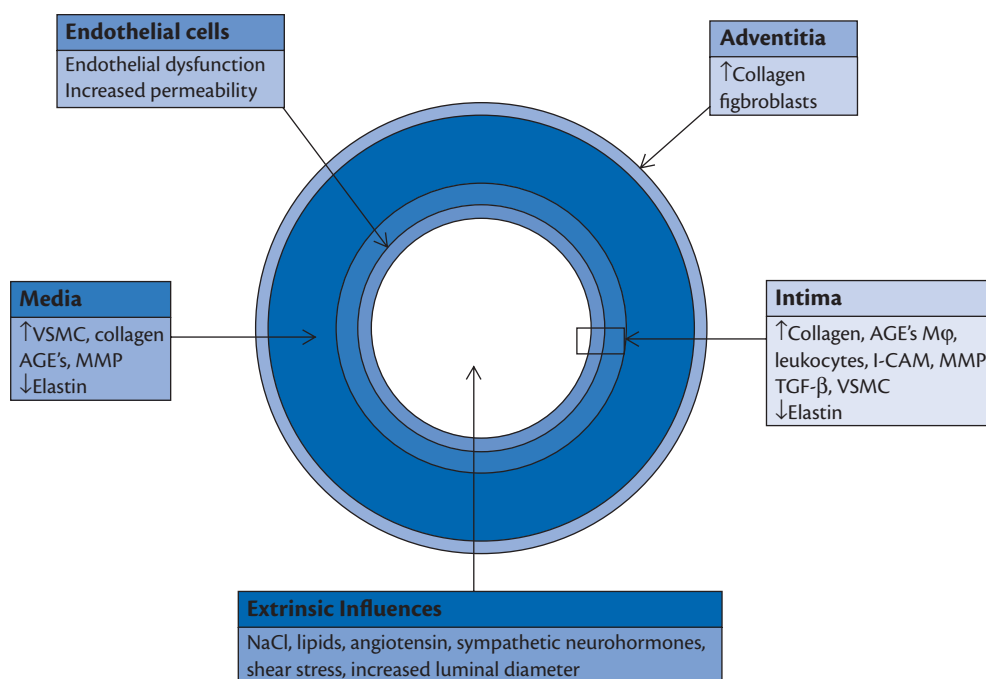 Endothelial cells
Endothelial dysfunction
Increased permeability
Adventitia
↑Collagen
figbroblasts
Media
↑VSMC, collagen
AGE's, MMP
↓Elastin
Intima
↑Collagen, AGE's Mφ,
leukocytes, I-CAM, MMP
TGF-β, VSMC
↓Elastin
Extrinsic Influences
NaCl, lipids, angiotensin, sympathetic neurohormones,
shear stress, increased luminal diameter